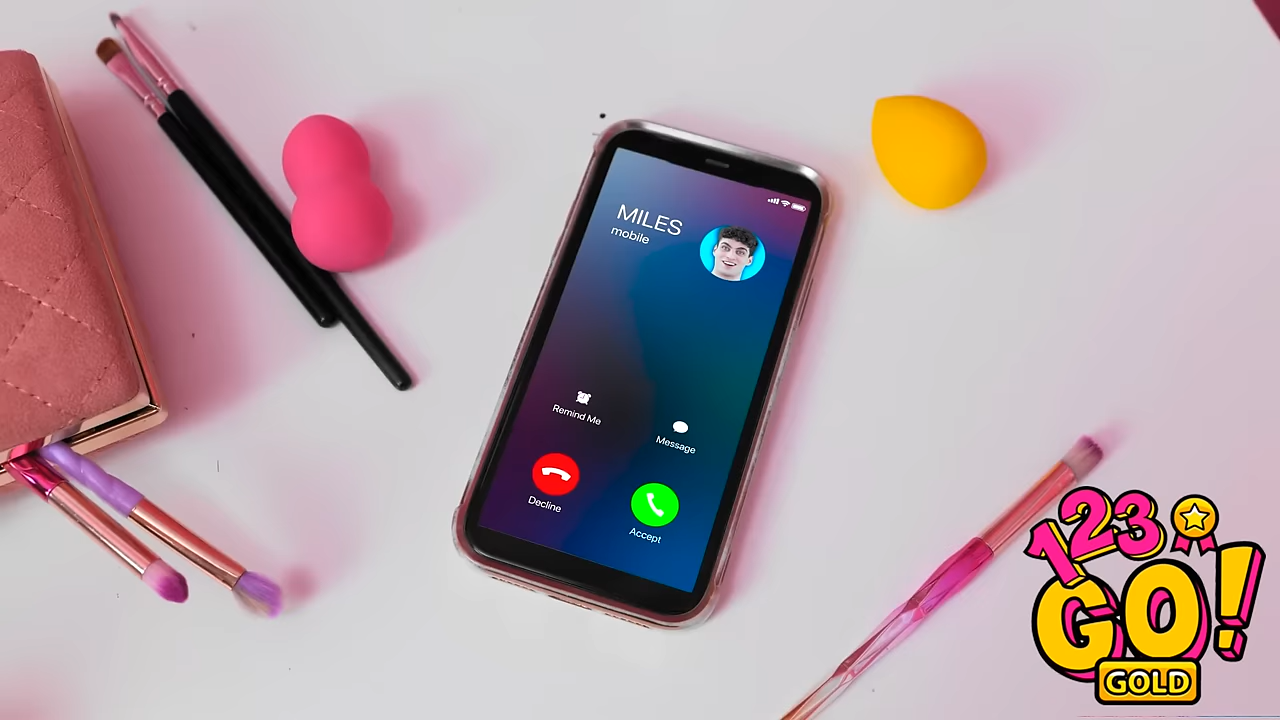 MILES
mobile
Remind Me
Message
Decline
Accept
123
GO!
GOLD